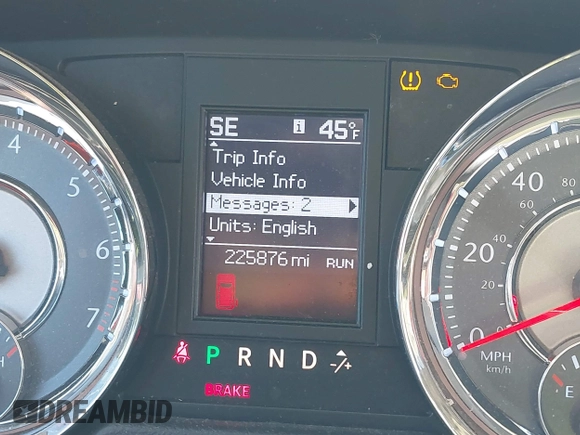 SE i 45°F
Trip Info
Vehicle Info
Messages: 2
Units: English
225876 mi RUN
P R N D -/+
BRAKE
4
5
6
7
H
40
20
0
MPH
km/h
80
60
40
20
0
E
DREAMBID